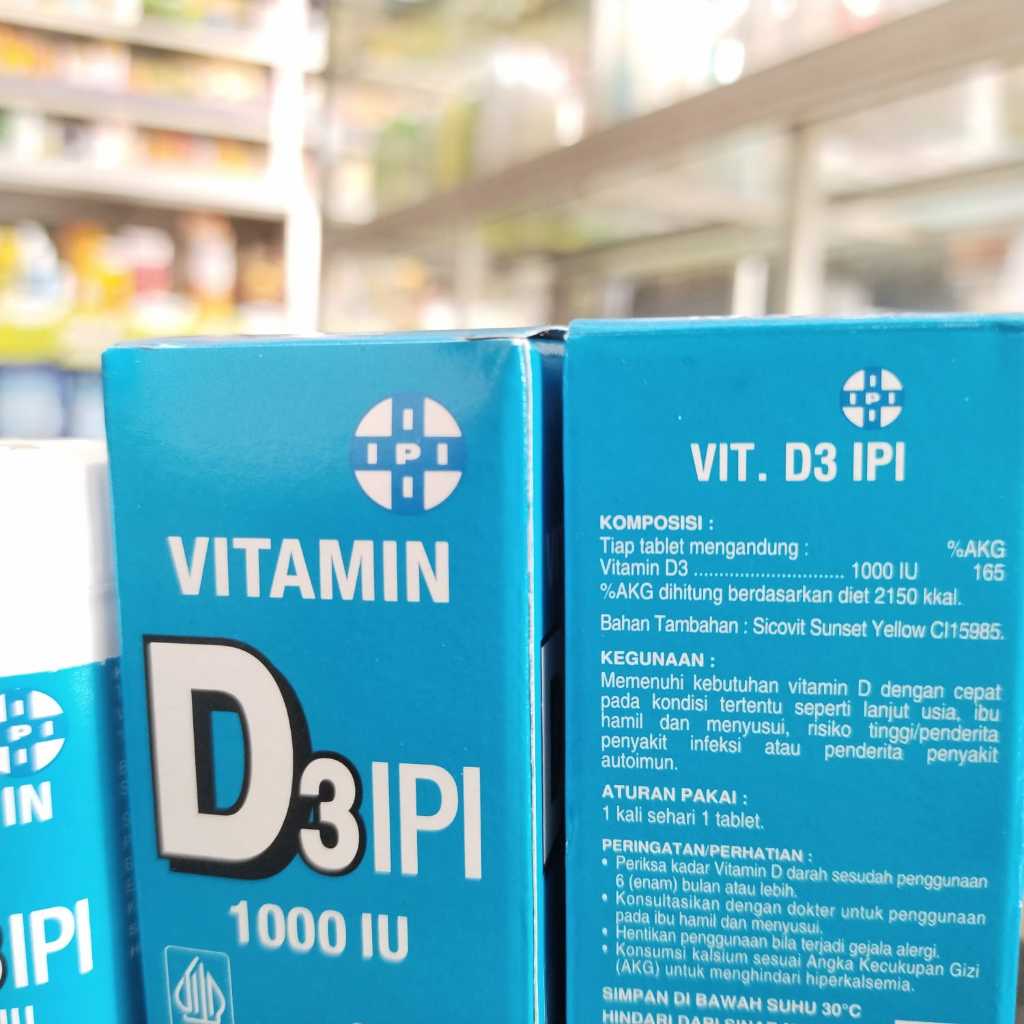 IPI
IN
IPI
IU
I IPI I
VITAMIN
D3 IPI
1000 IU
I IPI I
VIT. D3 IPI
KOMPOSISI :
Tiap tablet mengandung : %AKG
Vitamin D3 .............................. 1000 IU 165
%AKG dihitung berdasarkan diet 2150 kkal.
Bahan Tambahan : Sicovit Sunset Yellow CI15985.
KEGUNAAN :
Memenuhi kebutuhan vitamin D dengan cepat
pada kondisi tertentu seperti lanjut usia, ibu
hamil dan menyusui, risiko tinggi/penderita
penyakit infeksi atau penderita penyakit
autoimun.
ATURAN PAKAI :
1 kali sehari 1 tablet.
PERINGATAN/PERHATIAN :
• Periksa kadar Vitamin D darah sesudah penggunaan
6 (enam) bulan atau lebih.
• Konsultasikan dengan dokter untuk penggunaan
pada ibu hamil dan menyusui.
• Hentikan penggunaan bila terjadi gejala alergi.
• Konsumsi kalsium sesuai Angka Kecukupan Gizi
(AKG) untuk menghindari hiperkalsemia.
SIMPAN DI BAWAH SUHU 30°C
HINDARI DARI SINAR